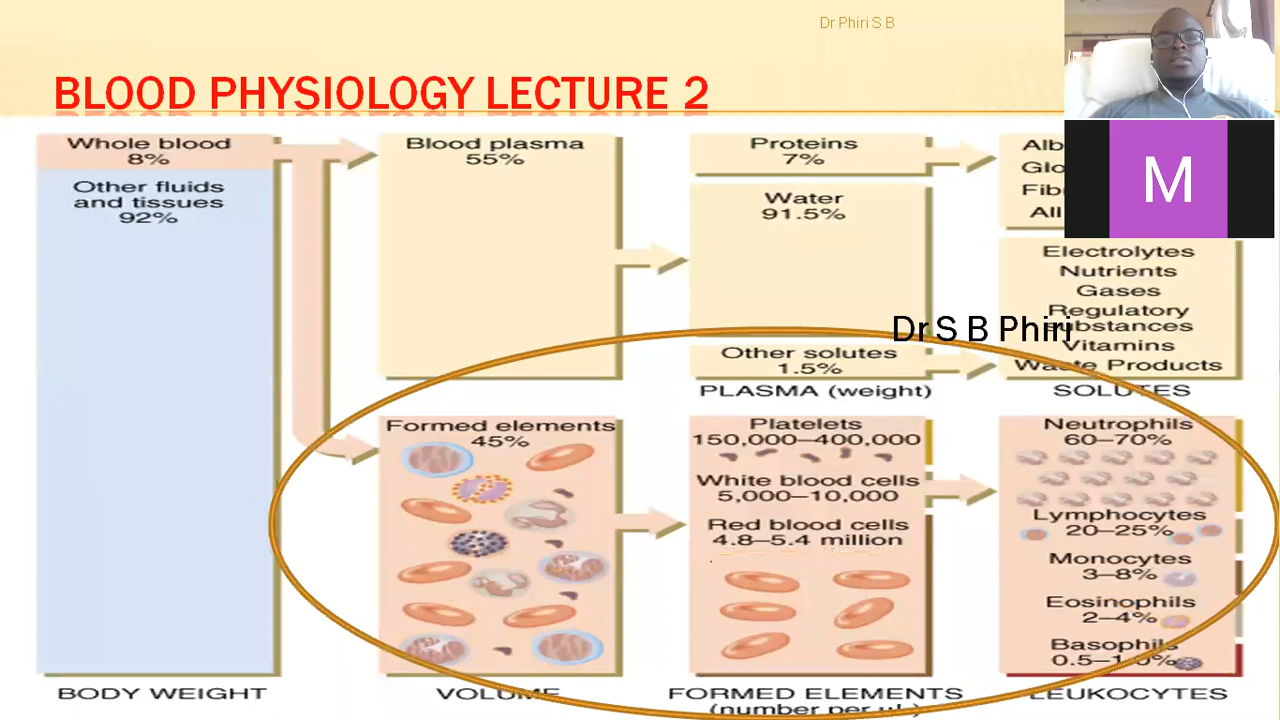 Dr Phiri S B
BLOOD PHYSIOLOGY LECTURE 2
Whole blood
8%
Other fluids
and tissues
92%
BODY WEIGHT
Blood plasma
55%
Formed elements
45%
VOLUME
Proteins
7%
Water
91.5%
Other solutes
1.5%
PLASMA (weight)
Platelets
150,000–400,000
White blood cells
5,000–10,000
Red blood cells
4.8–5.4 million
FORMED ELEMENTS
(number per uL)
Alb
Glo
Fib
All
M
Electrolytes
Nutrients
Gases
Regulatory
substances
Vitamins
Waste Products
SOLUTES
Dr S B Phiri
Neutrophils
60–70%
Lymphocytes
20–25%
Monocytes
3–8%
Eosinophils
2–4%
Basophils
0.5–1.0%
LEUKOCYTES